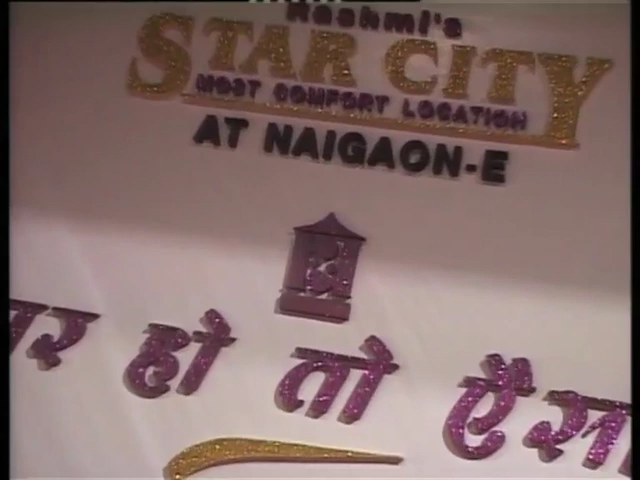 Rashmi's
STAR CITY
MOST COMFORT LOCATION
AT NAIGAON-E
हो तो